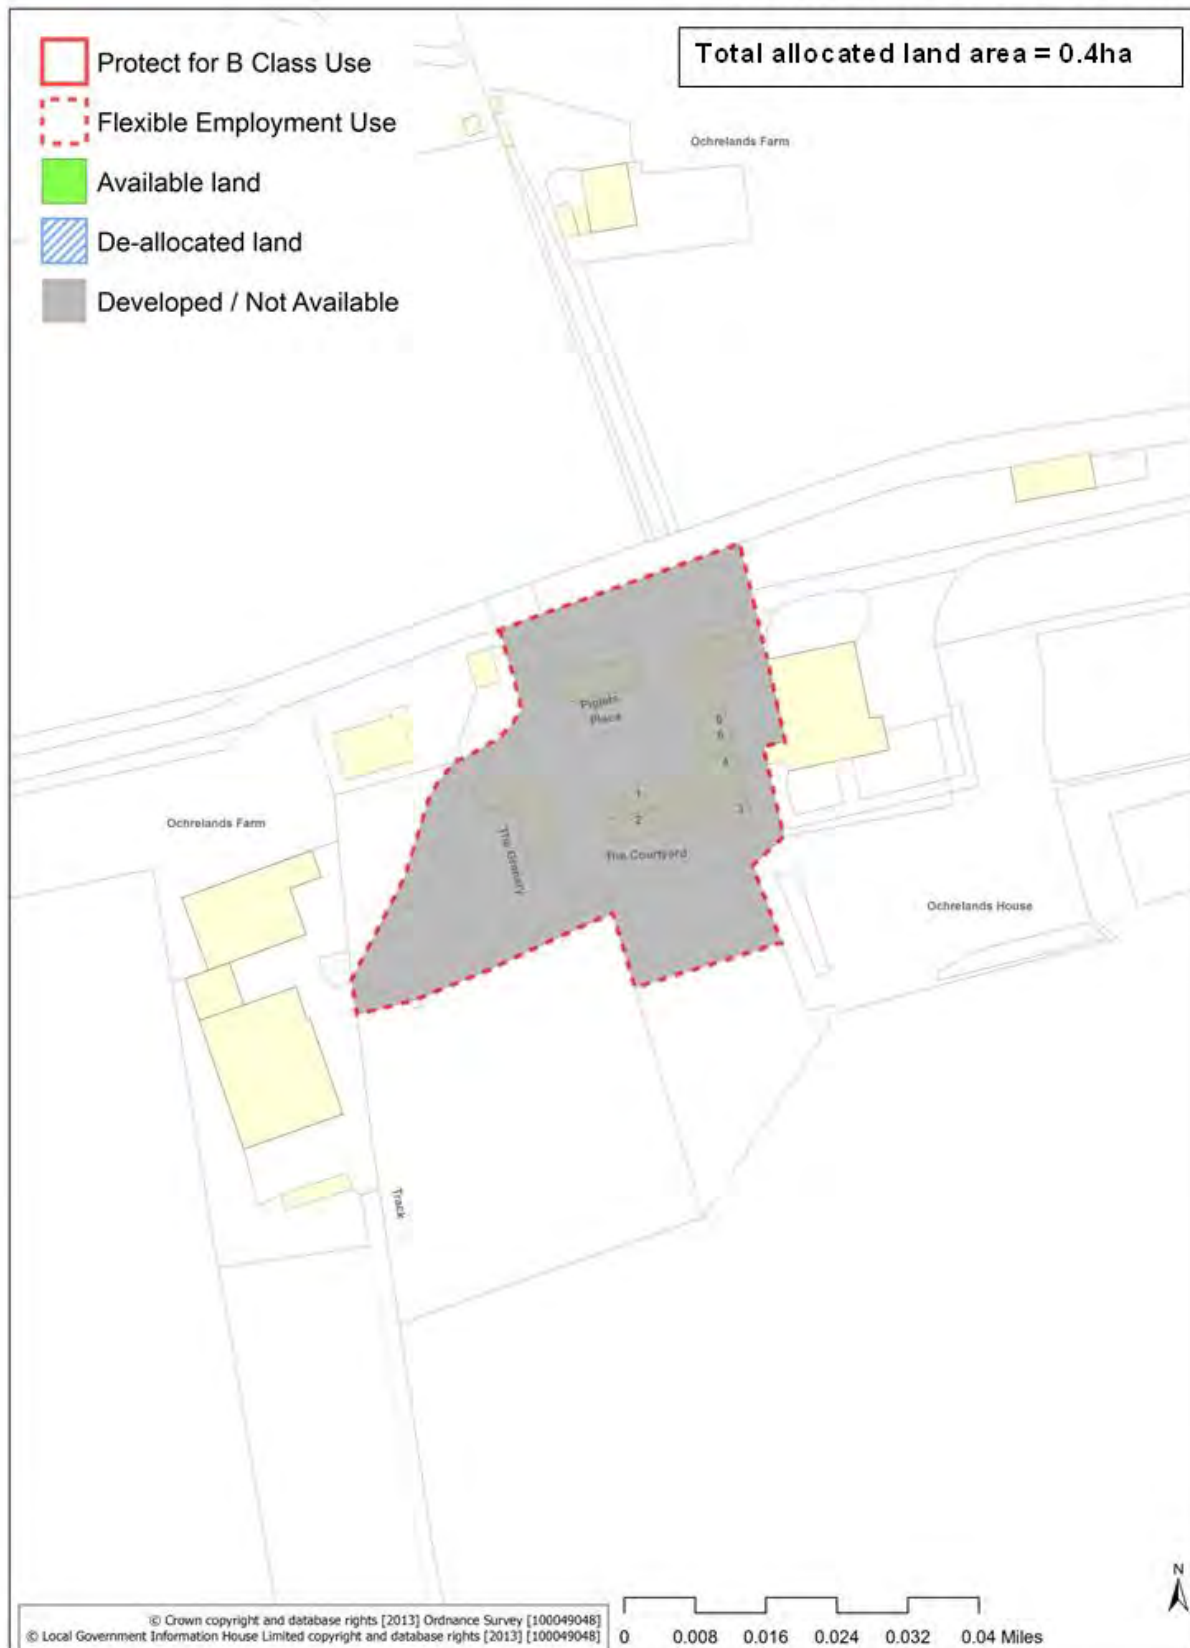 Protect for B Class Use
Flexible Employment Use
Available land
De-allocated land
Developed / Not Available
Total allocated land area = 0.4ha
Ochrelands Farm
Piglets
Place
6
4
1
2
3
The Granary
The Courtyard
Ochrelands Farm
Ochrelands House
Track
N
© Crown copyright and database rights [2013] Ordnance Survey [100049048]
© Local Government Information House Limited copyright and database rights [2013] [100049048]
0 0.008 0.016 0.024 0.032 0.04 Miles